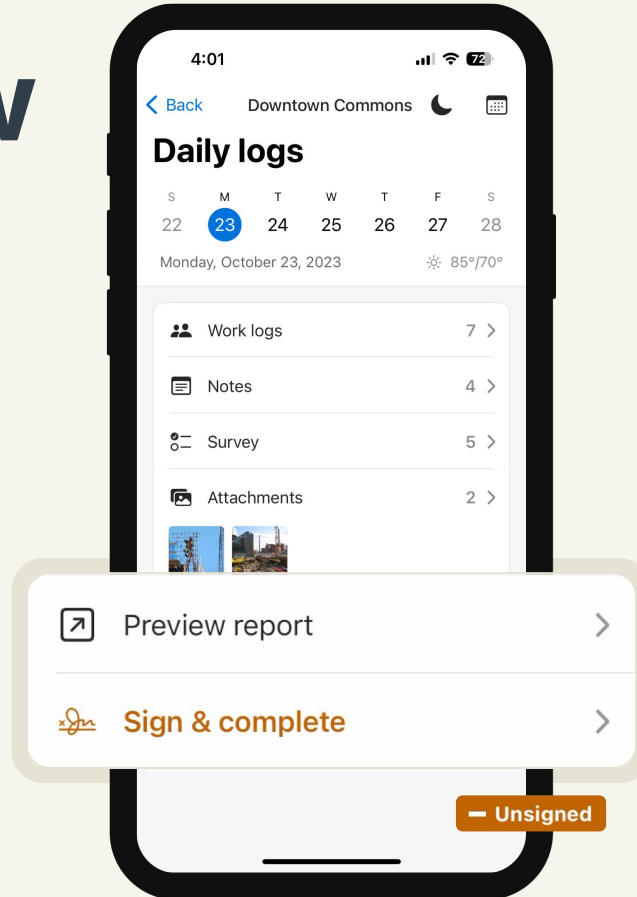 4:01 72
Back Downtown Commons
Daily logs
S M T W T F S
22 23 24 25 26 27 28
Monday, October 23, 2023 85°/70°
Work logs 7
Notes 4
Survey 5
Attachments 2
Preview report
Sign & complete
Unsigned